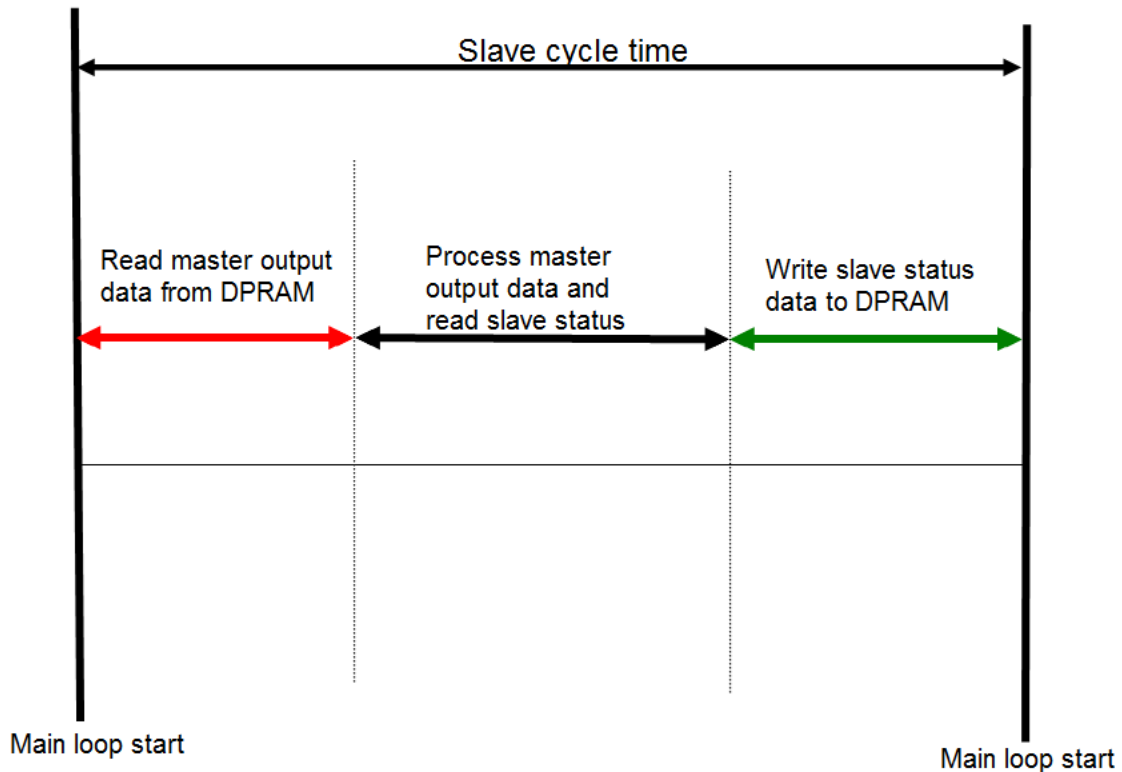 Slave cycle time
Read master output
data from DPRAM
Process master
output data and
read slave status
Write slave status
data to DPRAM
Main loop start
Main loop start